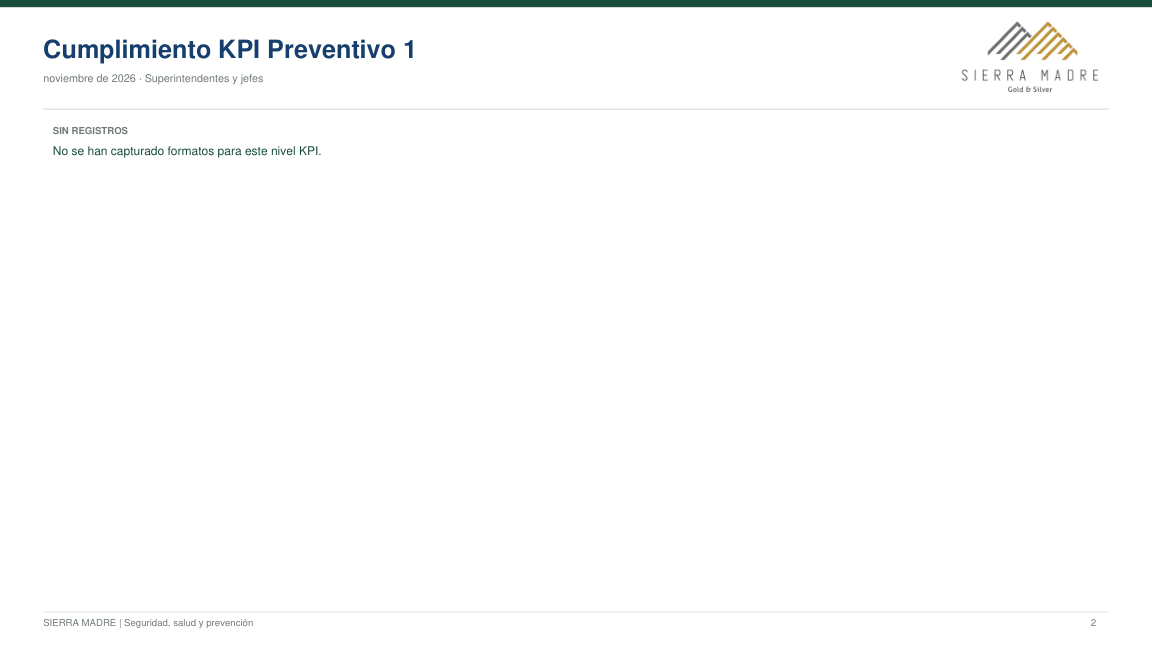 Cumplimiento KPI Preventivo 1
noviembre de 2026 · Superintendentes y jefes
SIERRA MADRE
Gold & Silver
SIN REGISTROS
No se han capturado formatos para este nivel KPI.
SIERRA MADRE | Seguridad, salud y prevención
2